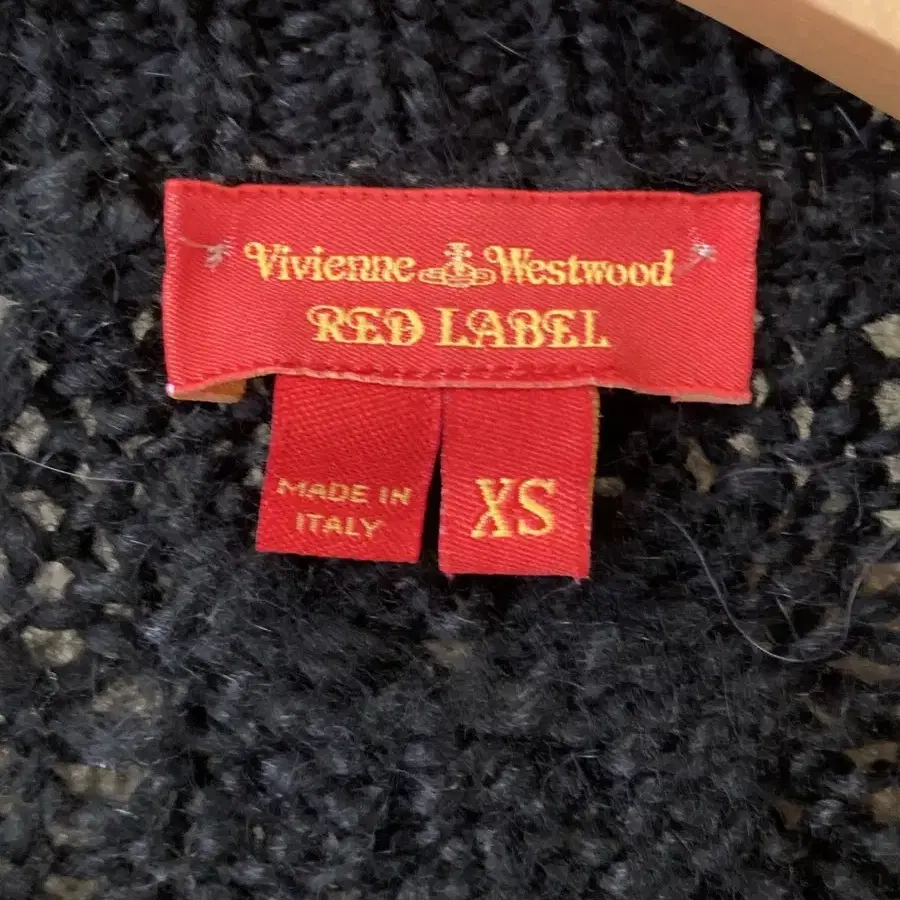 Vivienne Westwood
RED LABEL
MADE IN
ITALY
XS